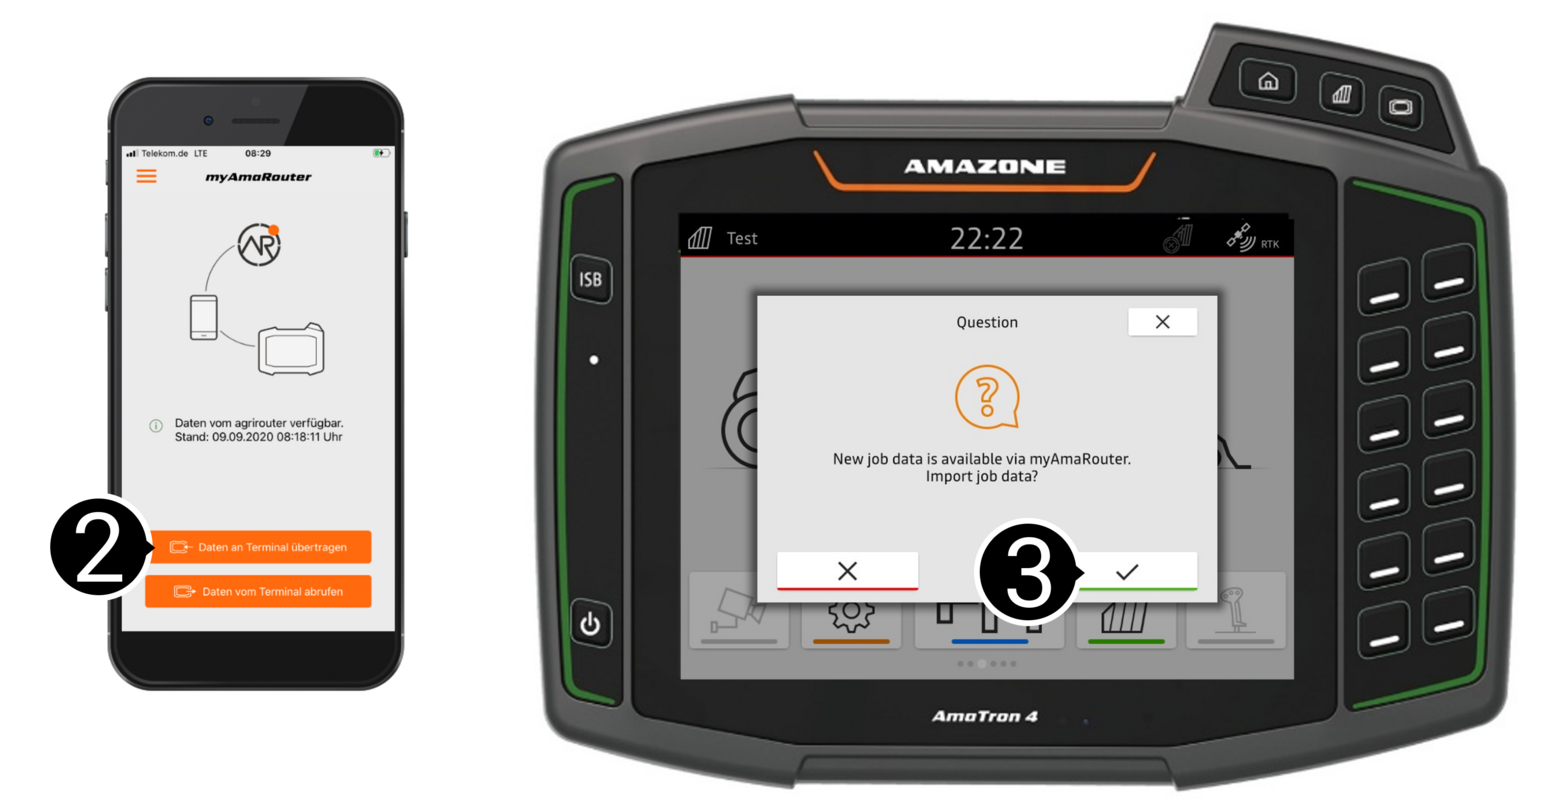 Telekom.de LTE 08:29
myAmaRouter
AR
Daten vom agrirouter verfügbar.
Stand: 09.09.2020 08:18:11 Uhr
2
Daten an Terminal übertragen
Daten vom Terminal abrufen
AMAZONE
Test 22:22 RTK
ISB
Question
?
New job data is available via myAmaRouter.
Import job data?
3
AmaTron 4